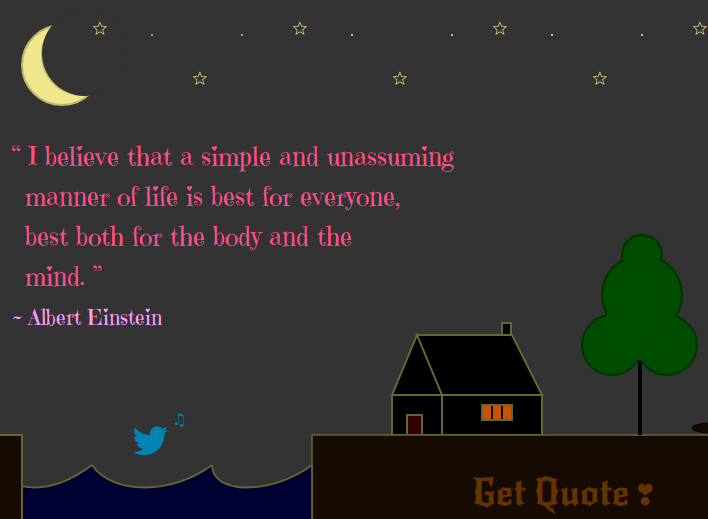 “ I believe that a simple and unassuming
manner of life is best for everyone,
best both for the body and the
mind. ”
~ Albert Einstein
Get Quote ❣